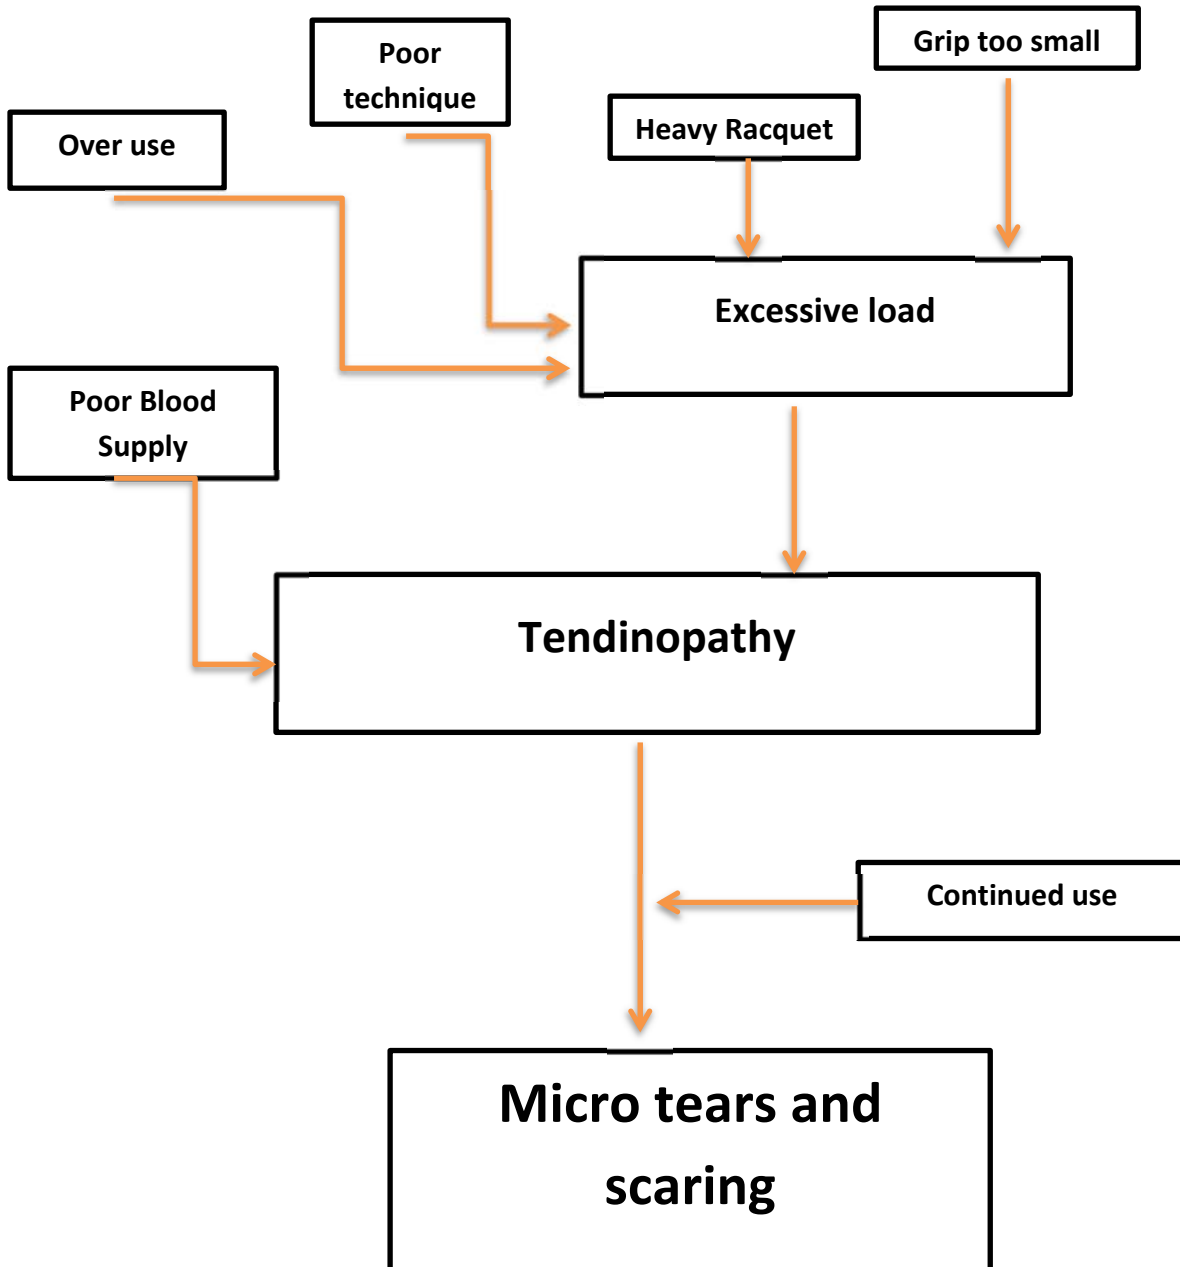 Grip too small
Poor
technique
Heavy Racquet
Over use
Excessive load
Poor Blood
Supply
Tendinopathy
Continued use
Micro tears and
scaring